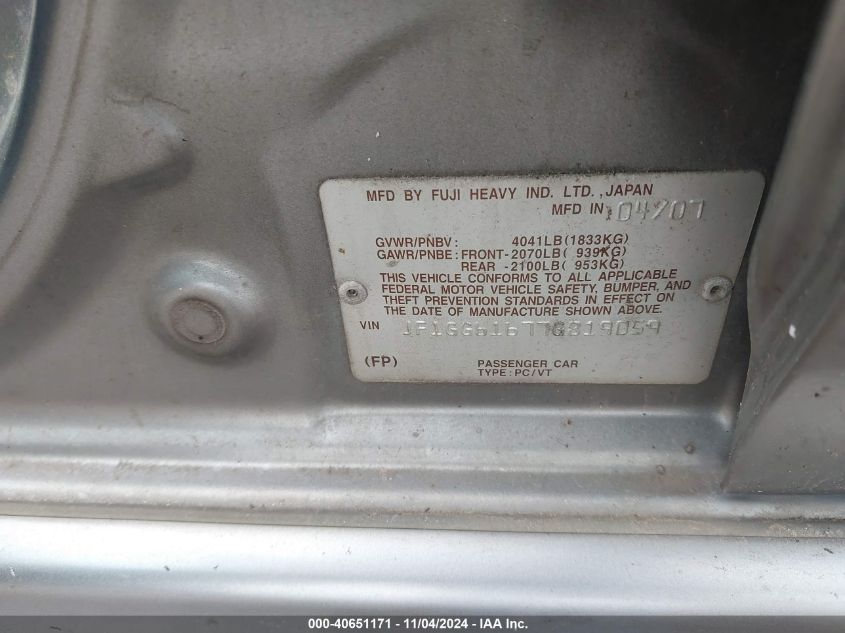 MFD BY FUJI HEAVY IND. LTD.,JAPAN
MFD IN 04/07
GVWR/PNBV: 4041LB(1833KG)
GAWR/PNBE:FRONT-2070LB( 939KG)
REAR -2100LB( 953KG)
THIS VEHICLE CONFORMS TO ALL APPLICABLE
FEDERAL MOTOR VEHICLE SAFETY, BUMPER, AND
THEFT PREVENTION STANDARDS IN EFFECT ON
THE DATE OF MANUFACTURE SHOWN ABOVE.
VIN JF1GG61677G819059
(FP) PASSENGER CAR
TYPE:PC/VT
000-40651171 - 11/04/2024 - IAA Inc.